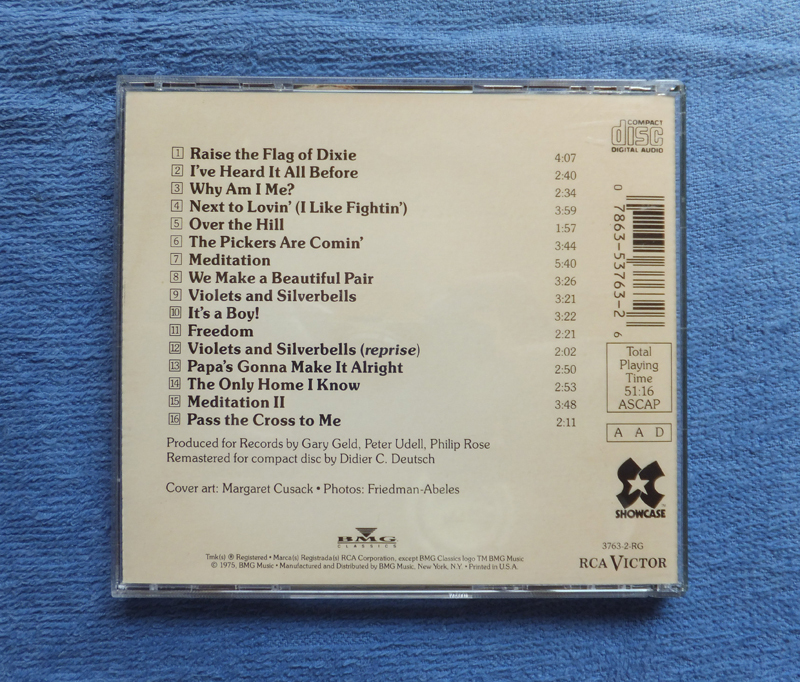 COMPACT
disc
DIGITAL AUDIO
1 Raise the Flag of Dixie 4:07
2 I've Heard It All Before 2:40
3 Why Am I Me? 2:34
4 Next to Lovin' (I Like Fightin') 3:59
5 Over the Hill 1:57
6 The Pickers Are Comin' 3:44
7 Meditation 5:40
8 We Make a Beautiful Pair 3:26
9 Violets and Silverbells 3:21
10 It's a Boy! 3:22
11 Freedom 2:21
12 Violets and Silverbells (reprise) 2:02
13 Papa's Gonna Make It Alright 2:50
14 The Only Home I Know 2:53
15 Meditation II 3:48
16 Pass the Cross to Me 2:11
Produced for Records by Gary Geld, Peter Udell, Philip Rose
Remastered for compact disc by Didier C. Deutsch
Cover art: Margaret Cusack • Photos: Friedman-Abeles
BMG
CLASSICS
Tmk(s) ® Registered • Marca(s) Registrada(s) RCA Corporation, except BMG Classics logo TM BMG Music
© 1975, BMG Music • Manufactured and Distributed by BMG Music, New York, N.Y. • Printed in U.S.A.
0 7863-53763-2 6
Total
Playing
Time
51:16
ASCAP
A A D
SHOWCASE
3763-2-RG
RCA VICTOR